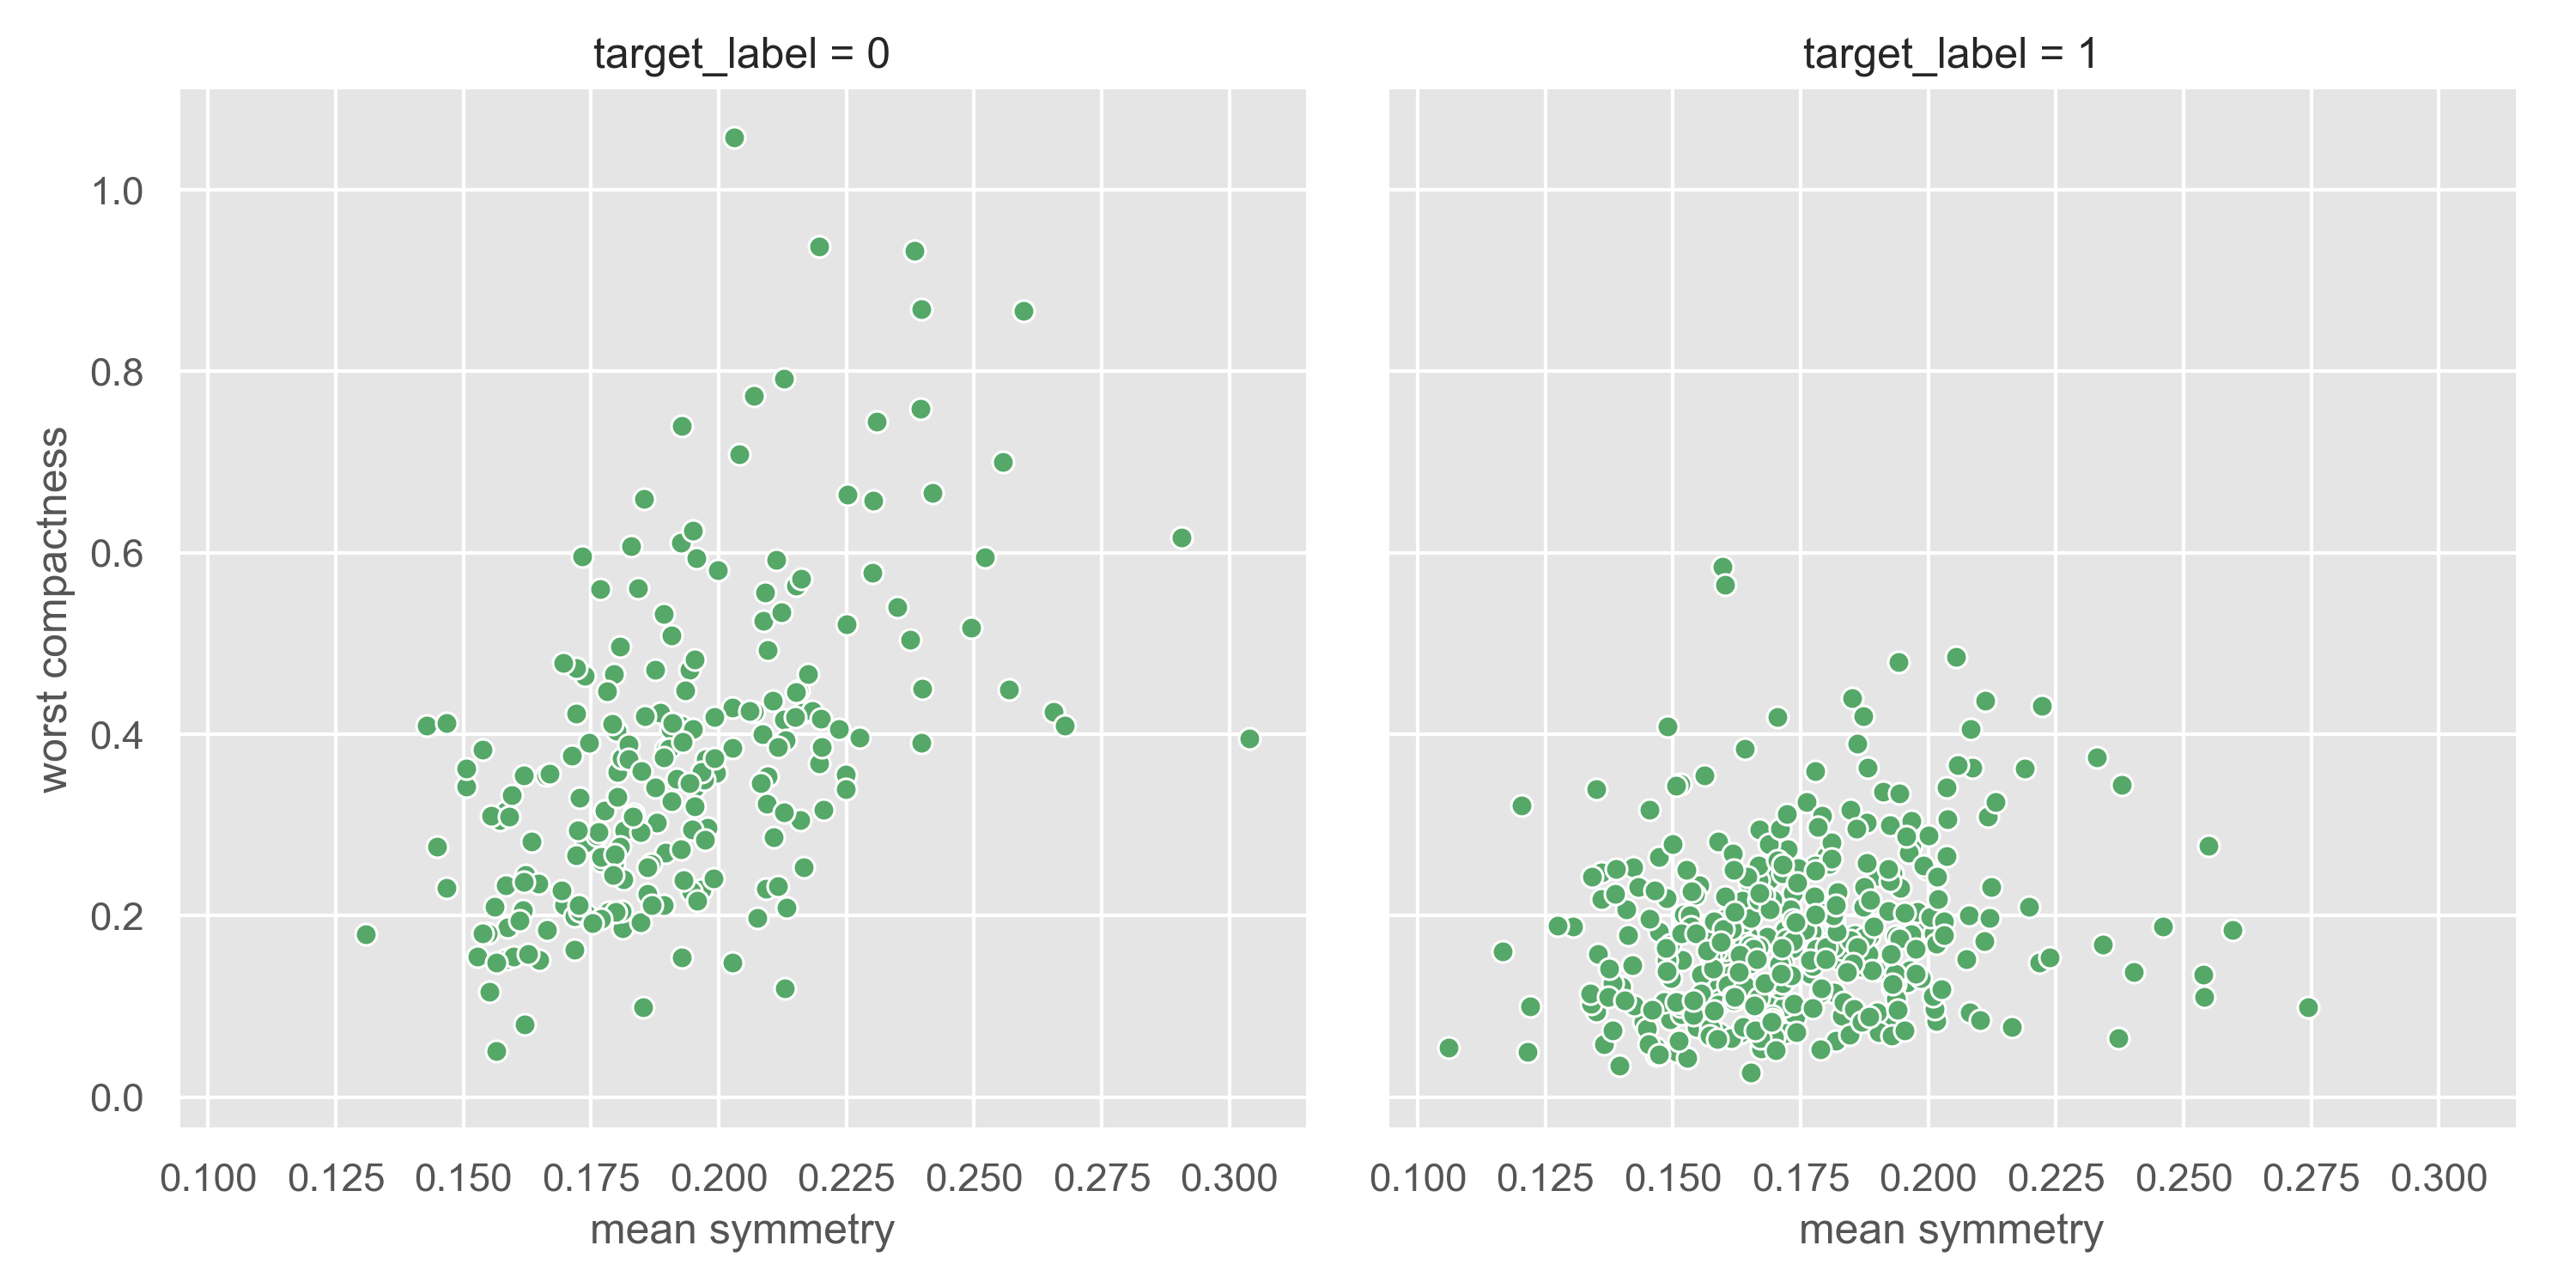 target_label = 0
target_label = 1
worst compactness
1.0
0.8
0.6
0.4
0.2
0.0
0.100 0.125 0.150 0.175 0.200 0.225 0.250 0.275 0.300
0.100 0.125 0.150 0.175 0.200 0.225 0.250 0.275 0.300
mean symmetry
mean symmetry